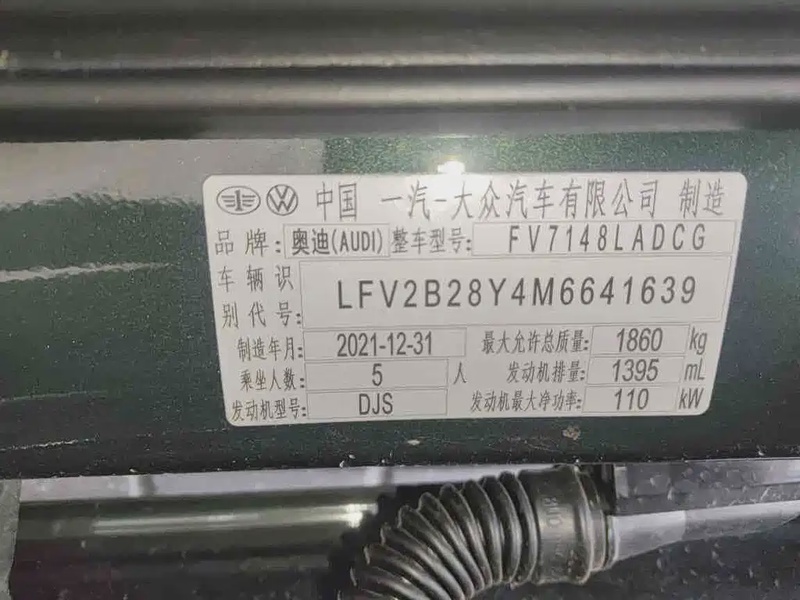 中国 一汽-大众汽车有限公司 制造
品牌: 奥迪(AUDI) 整车型号: FV7148LADCG
车辆识别代号: LFV2B28Y4M6641639
制造年月: 2021-12-31 最大允许总质量: 1860 kg
乘坐人数: 5 人 发动机排量: 1395 mL
发动机型号: DJS 发动机最大净功率: 110 kW